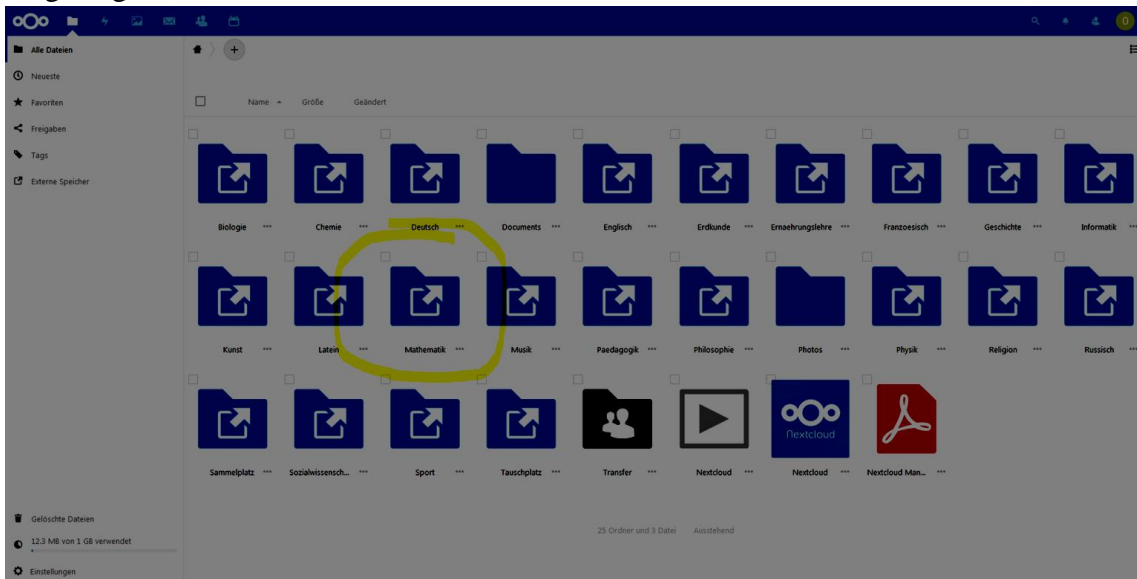 0
Alle Dateien
Neueste
Favoriten
Freigaben
Tags
Externe Speicher
+
Name Größe Geändert
Biologie ... Chemie ... Deutsch ... Documents ... Englisch ... Erdkunde ... Ernaehrungslehre ... Franzoesisch ... Geschichte ... Informatik ...
Kunst ... Latein ... Mathematik ... Musik ... Paedagogik ... Philosophie ... Photos ... Physik ... Religion ... Russisch ...
Nextcloud
Sammelplatz ... Sozialwissensch... ... Sport ... Tauschplatz ... Transfer ... Nextcloud ... Nextcloud ... Nextcloud Man... ...
25 Ordner und 3 Datei Ausstehend
Gelöschte Dateien
12.3 MB von 1 GB verwendet
Einstellungen